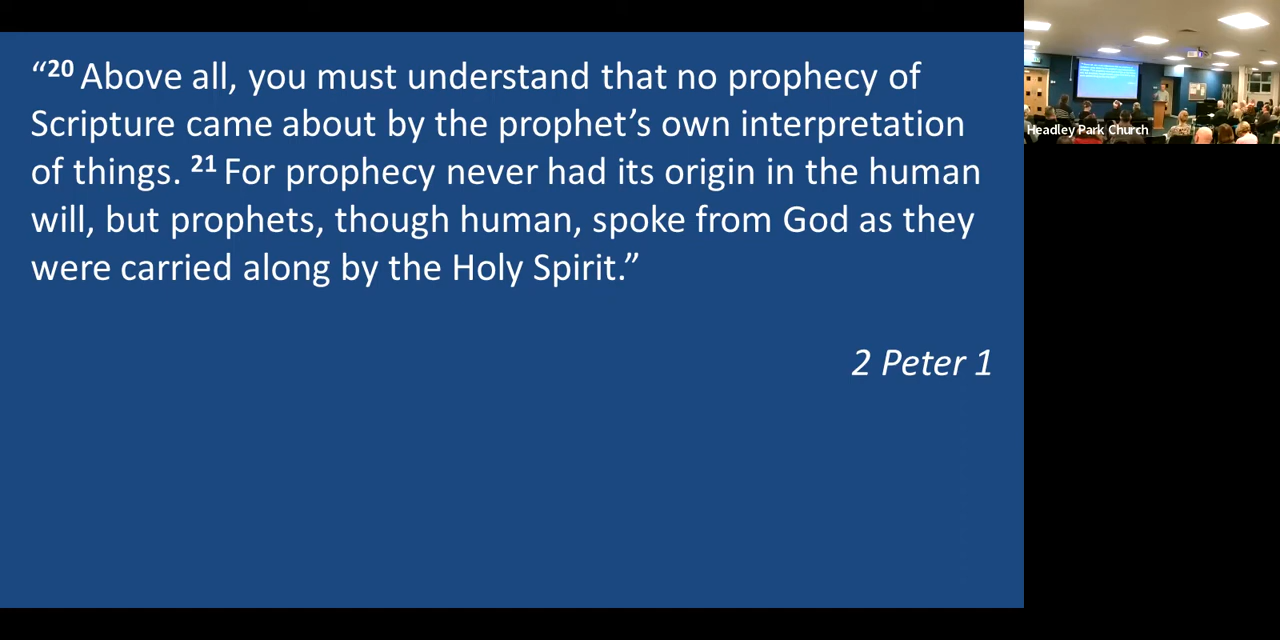 “20 Above all, you must understand that no prophecy of
Scripture came about by the prophet’s own interpretation
of things. 21 For prophecy never had its origin in the human
will, but prophets, though human, spoke from God as they
were carried along by the Holy Spirit.”
2 Peter 1
Headley Park Church